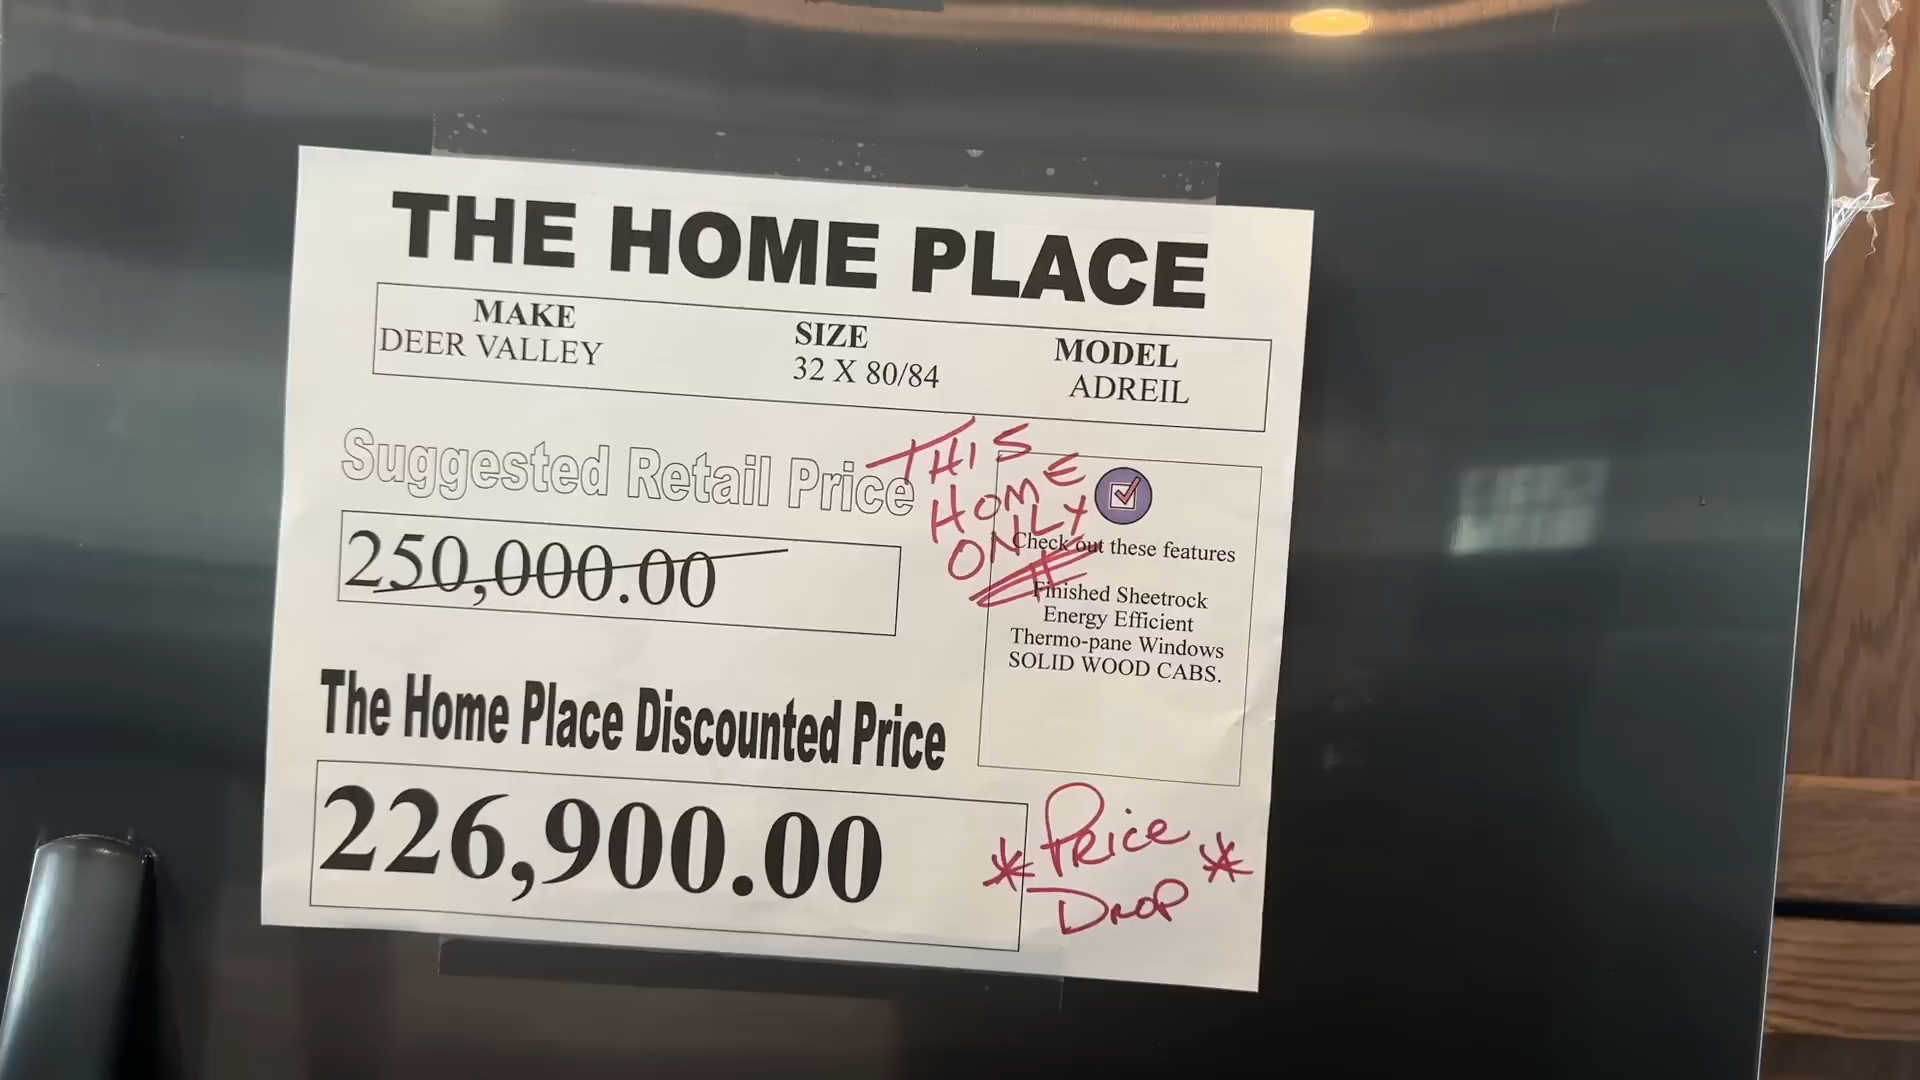 THE HOME PLACE
MAKE
DEER VALLEY
SIZE
32 X 80/84
MODEL
ADREIL
Suggested Retail Price
250,000.00
THIS
HOME
ONLY
Check out these features
Finished Sheetrock
Energy Efficient
Thermo-pane Windows
SOLID WOOD CABS.
The Home Place Discounted Price
226,900.00
* Price *
Drop